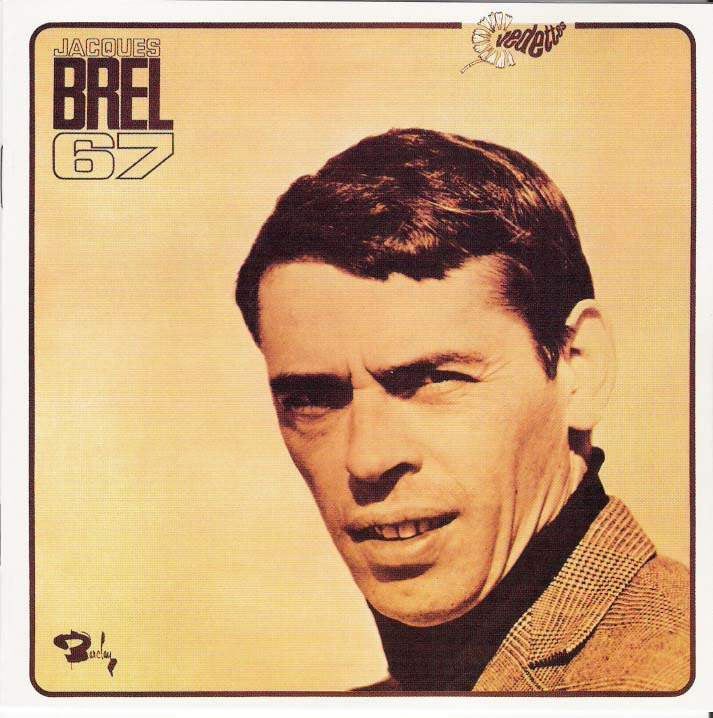 JACQUES
BREL
67
vedettes
Barclay